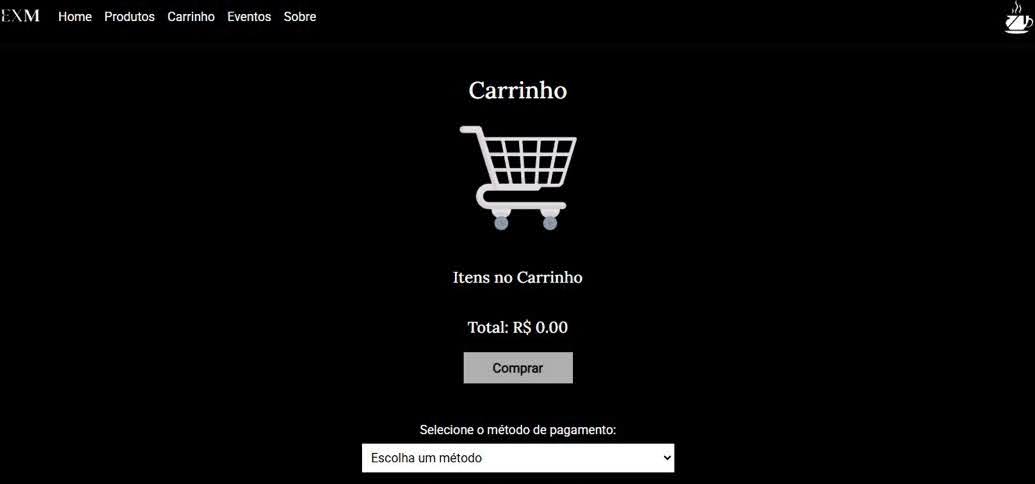 EXM Home Produtos Carrinho Eventos Sobre
Carrinho
Itens no Carrinho
Total: R$ 0.00
Comprar
Selecione o método de pagamento:
Escolha um método